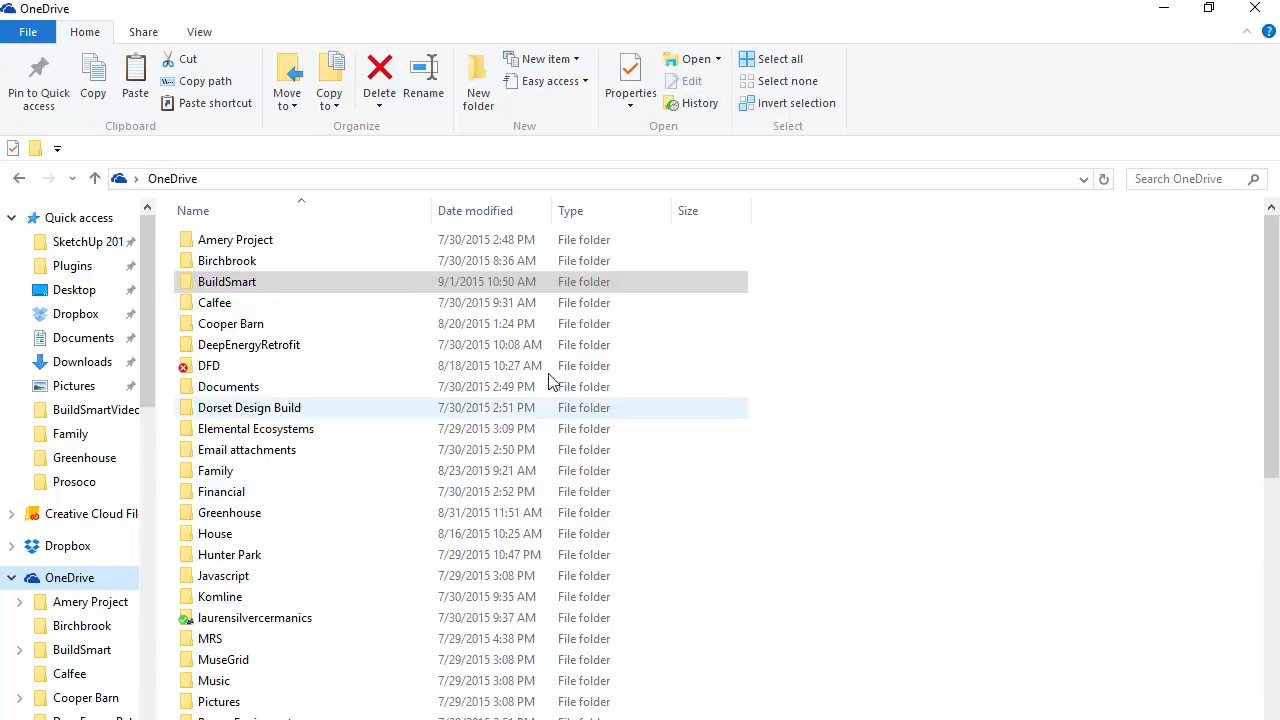 OneDrive
File Home Share View
Pin to Quick access
Copy
Paste
Cut
Copy path
Paste shortcut
Clipboard
Move to
Copy to
Delete
Rename
Organize
New folder
New item
Easy access
New
Properties
Open
Edit
History
Open
Select all
Select none
Invert selection
Select
OneDrive
Search OneDrive
Quick access
SketchUp 201
Plugins
Desktop
Dropbox
Documents
Downloads
Pictures
BuildSmartVideo
Family
Greenhouse
Prosoco
Creative Cloud Fil
Dropbox
OneDrive
Amery Project
Birchbrook
BuildSmart
Calfee
Cooper Barn
Name Date modified Type Size
Amery Project 7/30/2015 2:48 PM File folder
Birchbrook 7/30/2015 8:36 AM File folder
BuildSmart 9/1/2015 10:50 AM File folder
Calfee 7/30/2015 9:31 AM File folder
Cooper Barn 8/20/2015 1:24 PM File folder
DeepEnergyRetrofit 7/30/2015 10:08 AM File folder
DFD 8/18/2015 10:27 AM File folder
Documents 7/30/2015 2:49 PM File folder
Dorset Design Build 7/30/2015 2:51 PM File folder
Elemental Ecosystems 7/29/2015 3:09 PM File folder
Email attachments 7/30/2015 2:50 PM File folder
Family 8/23/2015 9:21 AM File folder
Financial 7/30/2015 2:52 PM File folder
Greenhouse 8/31/2015 11:51 AM File folder
House 8/16/2015 10:25 AM File folder
Hunter Park 7/29/2015 10:47 PM File folder
Javascript 7/29/2015 3:08 PM File folder
Komline 7/30/2015 9:35 AM File folder
laurensilvercermanics 7/30/2015 9:37 AM File folder
MRS 7/29/2015 4:38 PM File folder
MuseGrid 7/29/2015 3:08 PM File folder
Music 7/29/2015 3:08 PM File folder
Pictures 7/29/2015 3:08 PM File folder